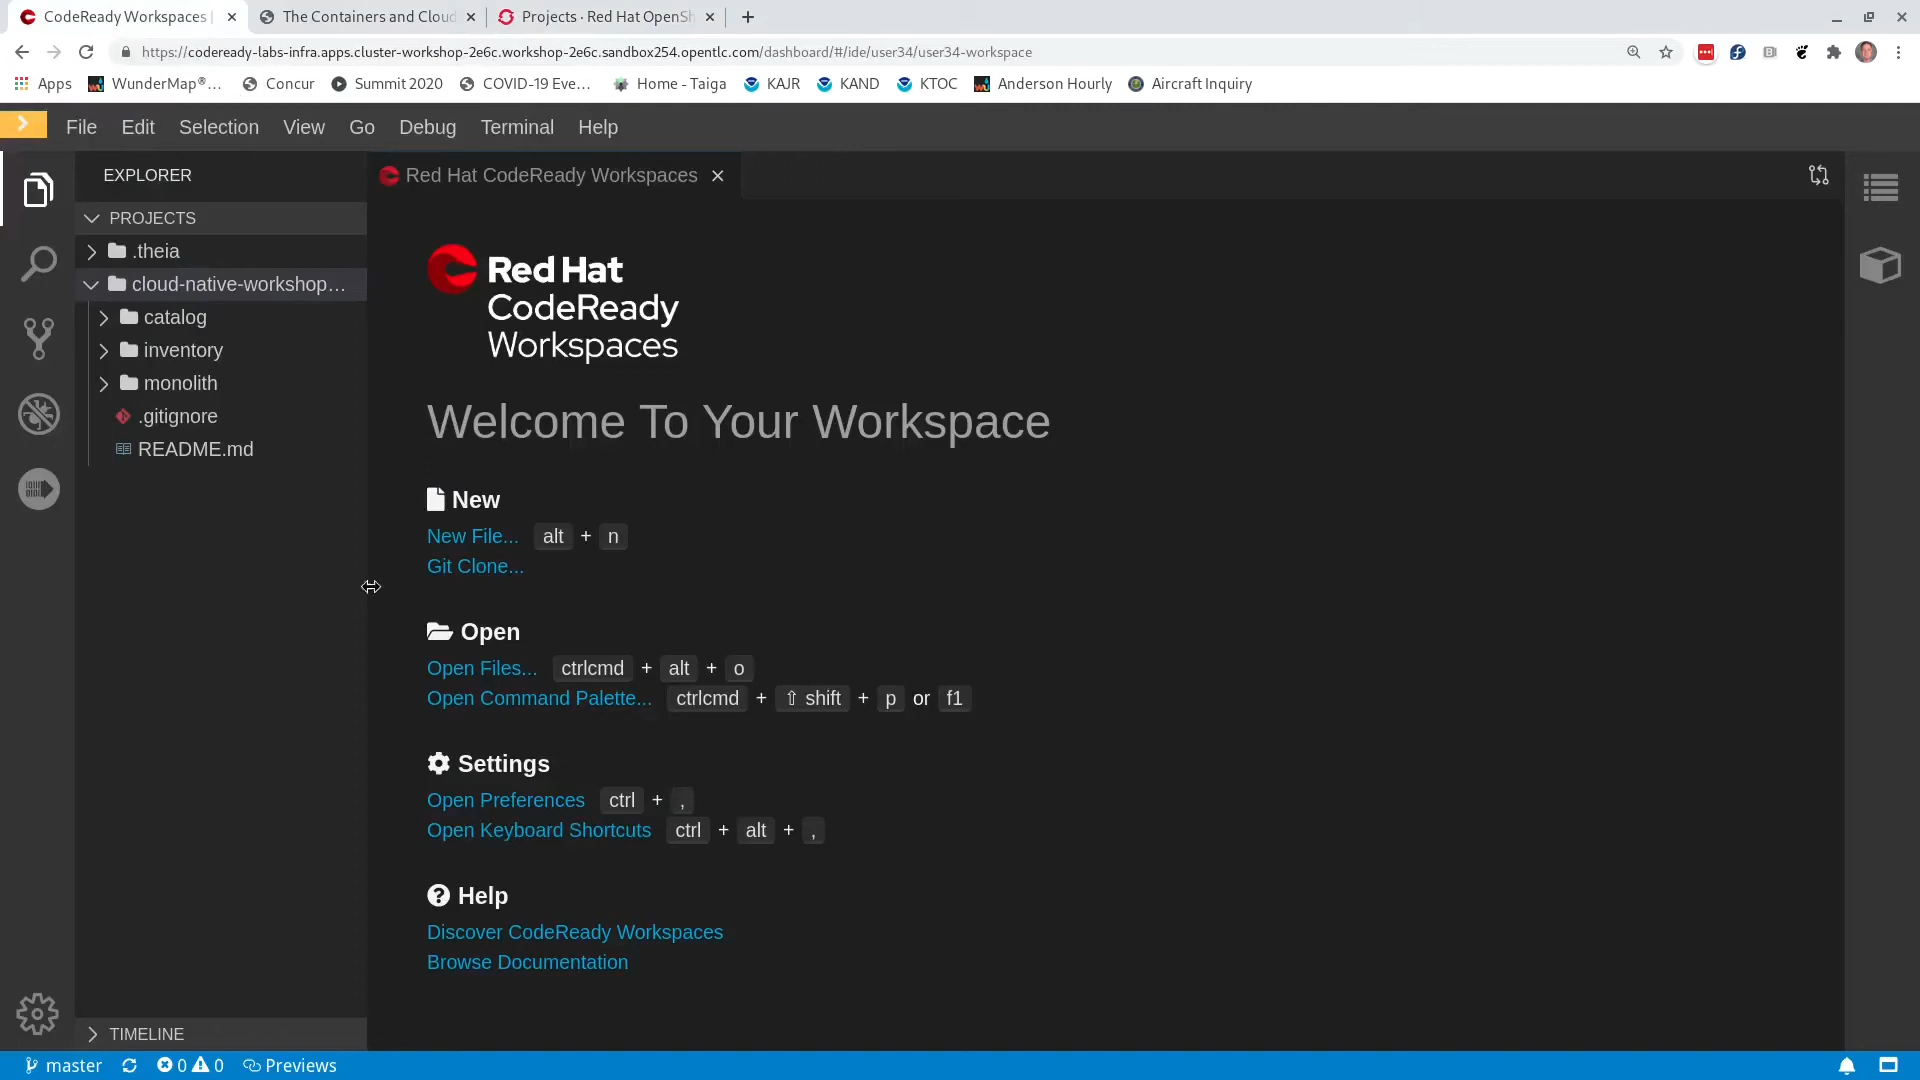 CodeReady Workspaces |
The Containers and Cloud
Projects · Red Hat OpenSh
https://codeready-labs-infra.apps.cluster-workshop-2e6c.workshop-2e6c.sandbox254.opentlc.com/dashboard/#/ide/user34/user34-workspace
Apps WunderMap®... Concur Summit 2020 COVID-19 Eve... Home - Taiga KAJR KAND KTOC Anderson Hourly Aircraft Inquiry
File Edit Selection View Go Debug Terminal Help
EXPLORER
PROJECTS
.theia
cloud-native-workshop...
catalog
inventory
monolith
.gitignore
README.md
TIMELINE
Red Hat CodeReady Workspaces
Red Hat
CodeReady
Workspaces
Welcome To Your Workspace
New
New File... alt + n
Git Clone...
Open
Open Files... ctrlcmd + alt + o
Open Command Palette... ctrlcmd + ⇧ shift + p or f1
Settings
Open Preferences ctrl + ,
Open Keyboard Shortcuts ctrl + alt + ,
Help
Discover CodeReady Workspaces
Browse Documentation
master 0 0 Previews